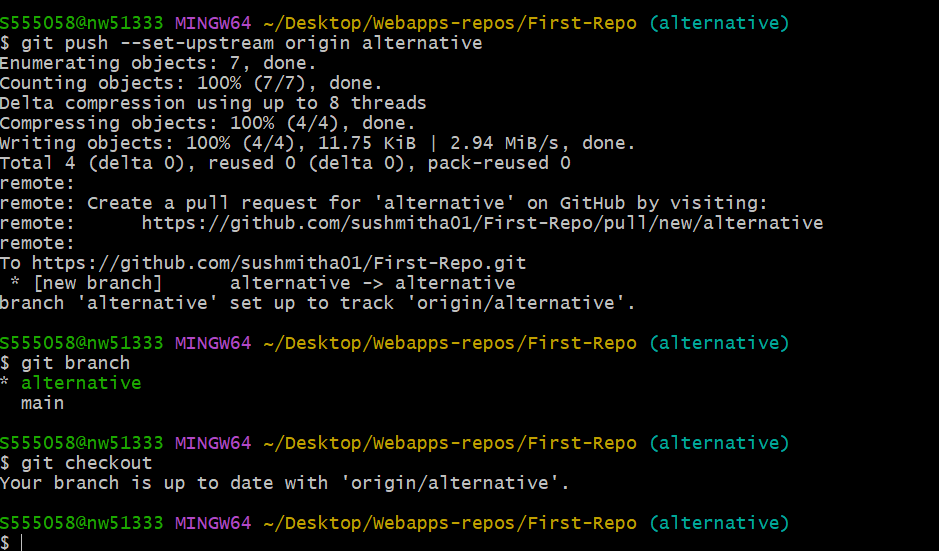 S555058@nw51333 MINGW64 ~/Desktop/Webapps-repos/First-Repo (alternative)
$ git push --set-upstream origin alternative
Enumerating objects: 7, done.
Counting objects: 100% (7/7), done.
Delta compression using up to 8 threads
Compressing objects: 100% (4/4), done.
Writing objects: 100% (4/4), 11.75 KiB | 2.94 MiB/s, done.
Total 4 (delta 0), reused 0 (delta 0), pack-reused 0
remote:
remote: Create a pull request for 'alternative' on GitHub by visiting:
remote:      https://github.com/sushmitha01/First-Repo/pull/new/alternative
remote:
To https://github.com/sushmitha01/First-Repo.git
 * [new branch]      alternative -> alternative
branch 'alternative' set up to track 'origin/alternative'.
S555058@nw51333 MINGW64 ~/Desktop/Webapps-repos/First-Repo (alternative)
$ git branch
* alternative
  main
S555058@nw51333 MINGW64 ~/Desktop/Webapps-repos/First-Repo (alternative)
$ git checkout
Your branch is up to date with 'origin/alternative'.
S555058@nw51333 MINGW64 ~/Desktop/Webapps-repos/First-Repo (alternative)
$